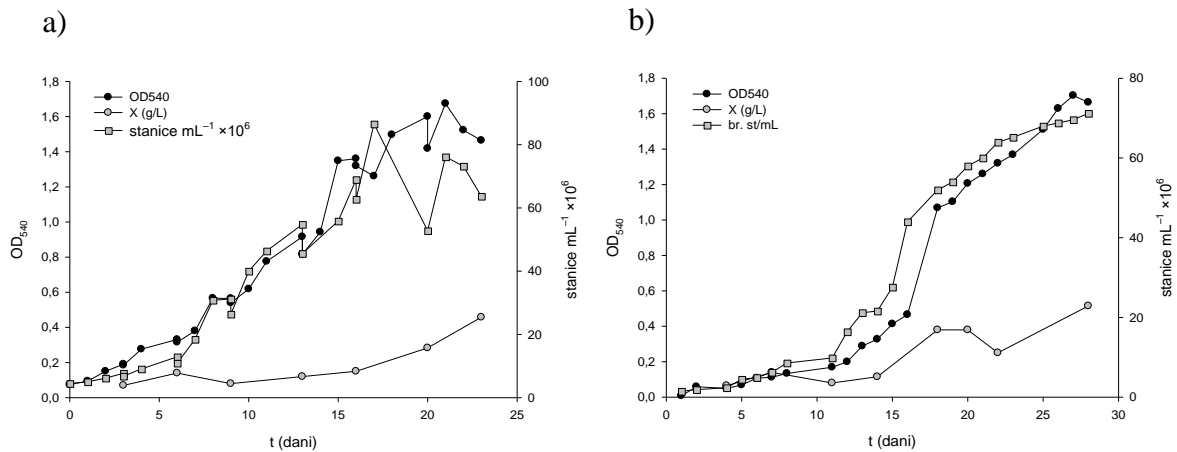 a)
OD540
X (g/L)
stanice mL⁻¹ ×10⁶
1,8
1,6
1,4
1,2
1,0
0,8
0,6
0,4
0,2
0,0
OD₅₄₀
100
80
60
40
20
0
stanice mL⁻¹ ×10⁶
0 5 10 15 20 25
t (dani)
b)
OD540
X (g/L)
br. st/mL
1,8
1,6
1,4
1,2
1,0
0,8
0,6
0,4
0,2
0,0
OD₅₄₀
80
60
40
20
0
stanice mL⁻¹ ×10⁶
0 5 10 15 20 25 30
t (dani)